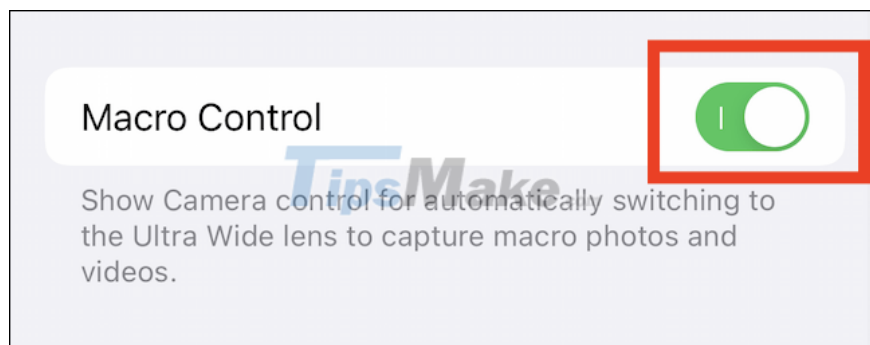 Macro Control
TipsMake.com
Show Camera control for automatically switching to
the Ultra Wide lens to capture macro photos and
videos.